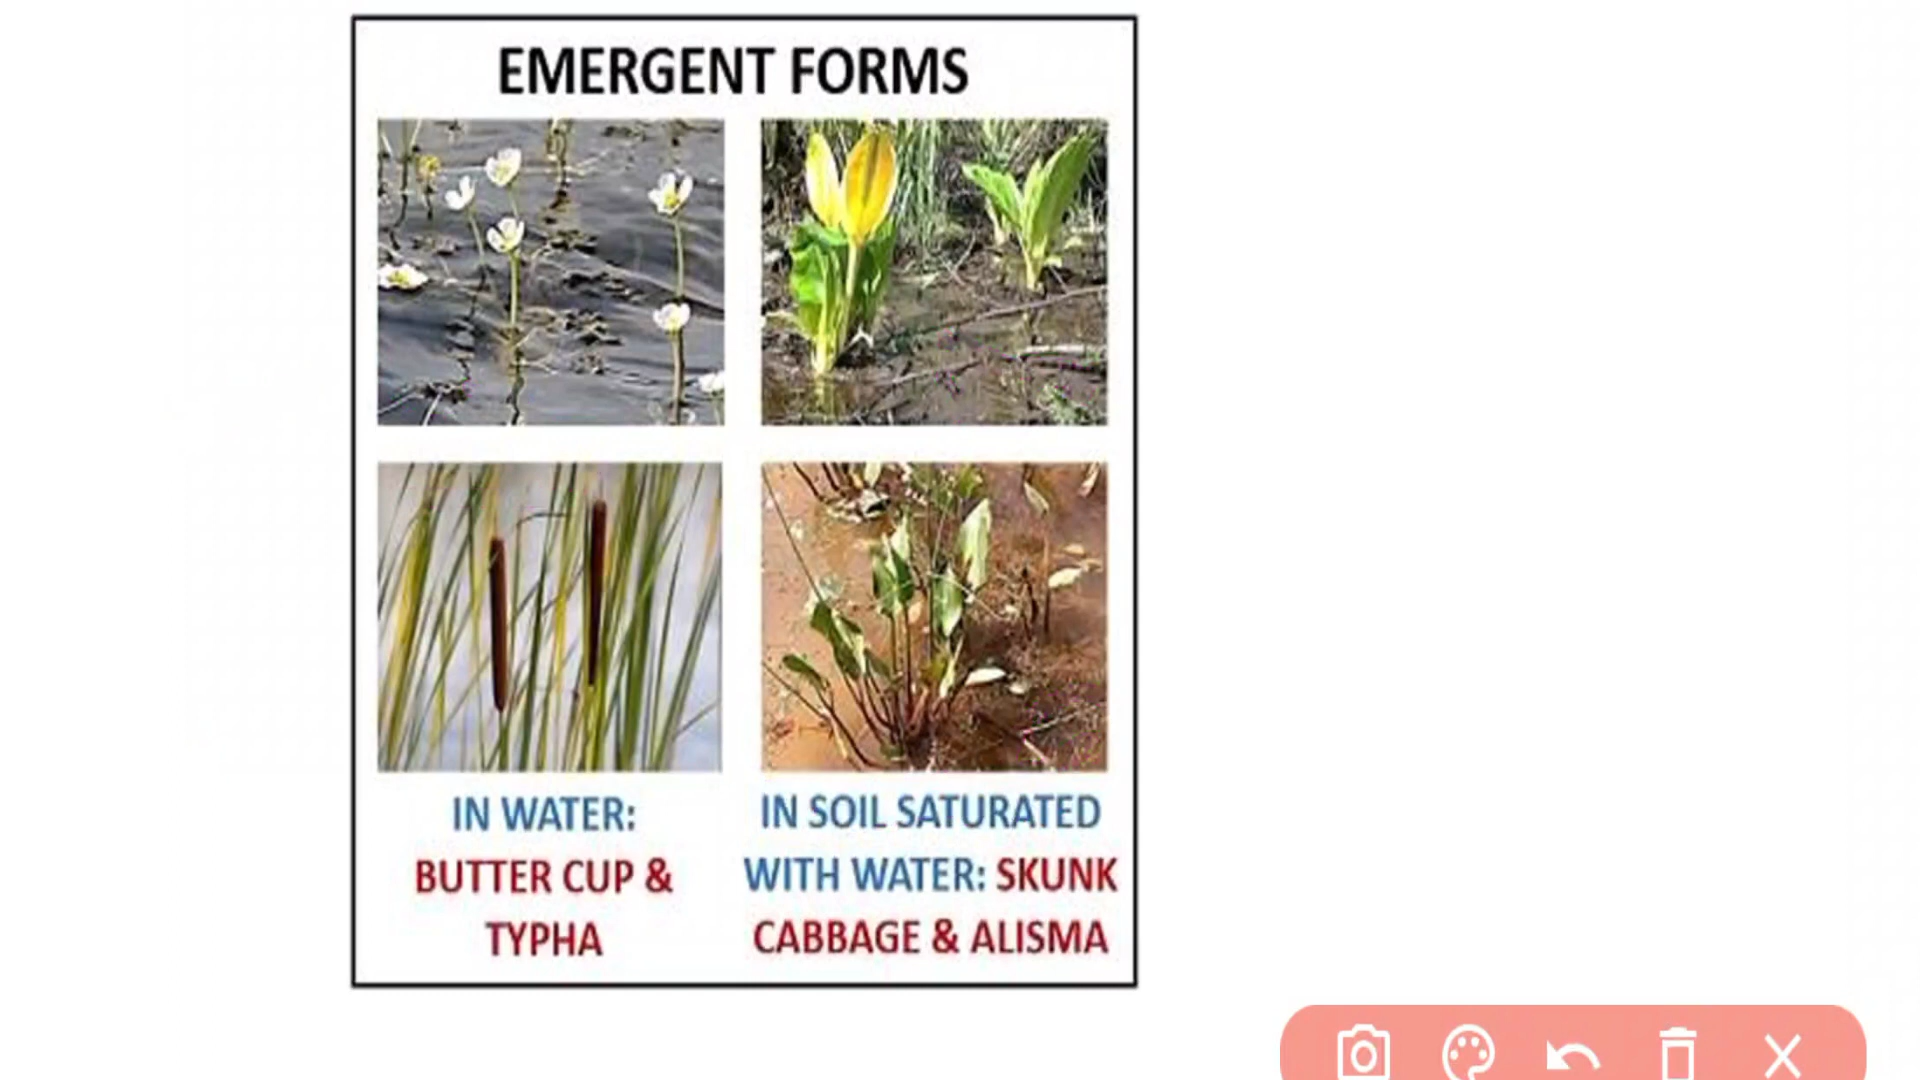 EMERGENT FORMS
IN WATER:
BUTTER CUP &
TYPHA
IN SOIL SATURATED
WITH WATER: SKUNK
CABBAGE & ALISMA